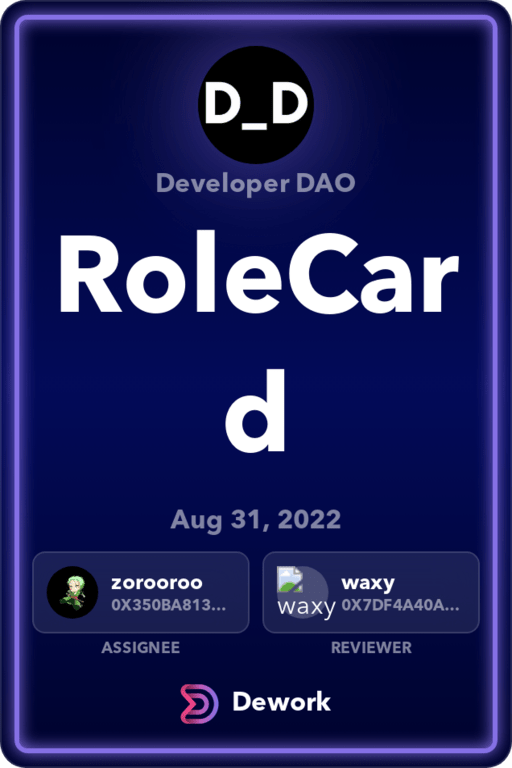 D_D
Developer DAO
RoleCar
d
Aug 31, 2022
zorooroo
0X350BA813...
ASSIGNEE
waxy
waxy
0X7DF4A40A...
REVIEWER
Dework